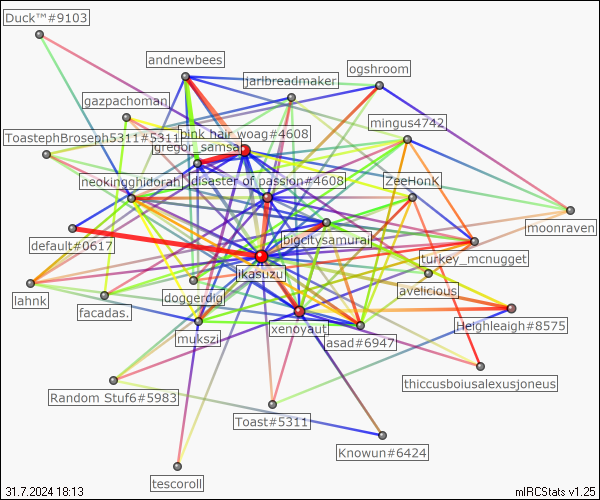 Duck™#9103
andnewbees
ogshroom
jarlbreadmaker
gazpachoman
mingus4742
ToastephBroseph5311#5311
pink hair woag#4608
gregor_samsa
neokingghidorah
disaster of passion#4608
ZeeHonK
moonraven
default#0617
bigcitysamurai
turkey_mcnugget
ikasuzu
lahnk
doggerdig
avelicious
facadas.
Heighleigh#8575
mukszi
xenoyaut
asad#6947
thiccusboiusalexusjoneus
Random Stuf6#5983
Toast#5311
Knowun#6424
tescoroll
31.7.2024 18:13
mIRCStats v1.25